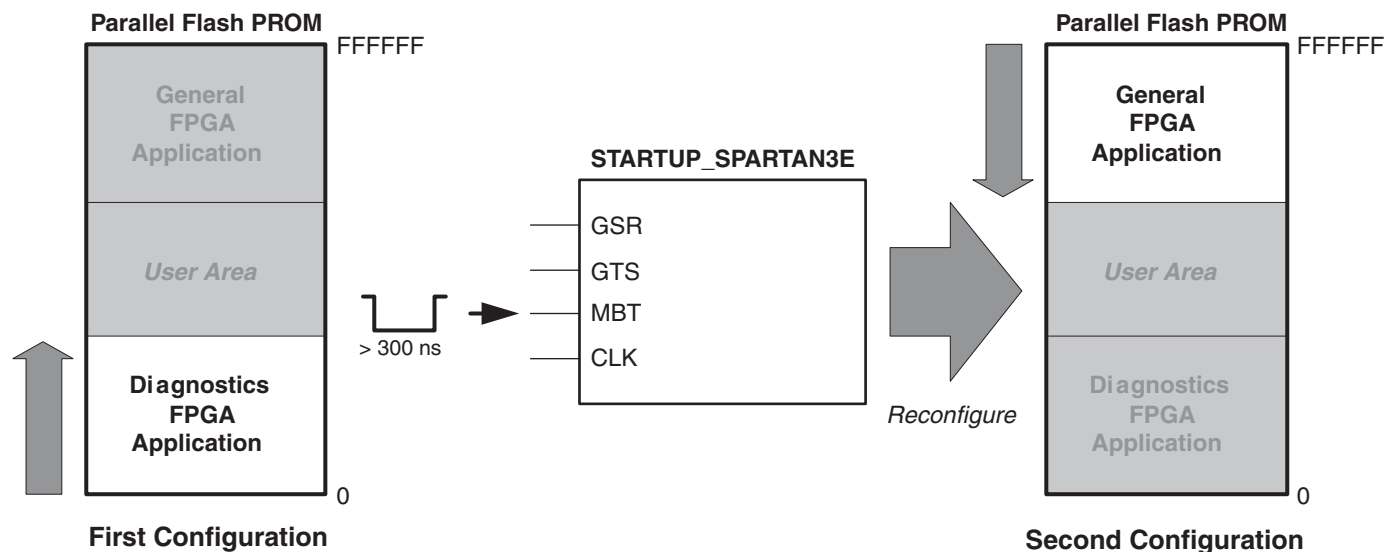 Parallel Flash PROM
FFFFFF
General
FPGA
Application
User Area
Diagnostics
FPGA
Application
0
First Configuration
> 300 ns
STARTUP_SPARTAN3E
GSR
GTS
MBT
CLK
Reconfigure
Parallel Flash PROM
FFFFFF
General
FPGA
Application
User Area
Diagnostics
FPGA
Application
0
Second Configuration